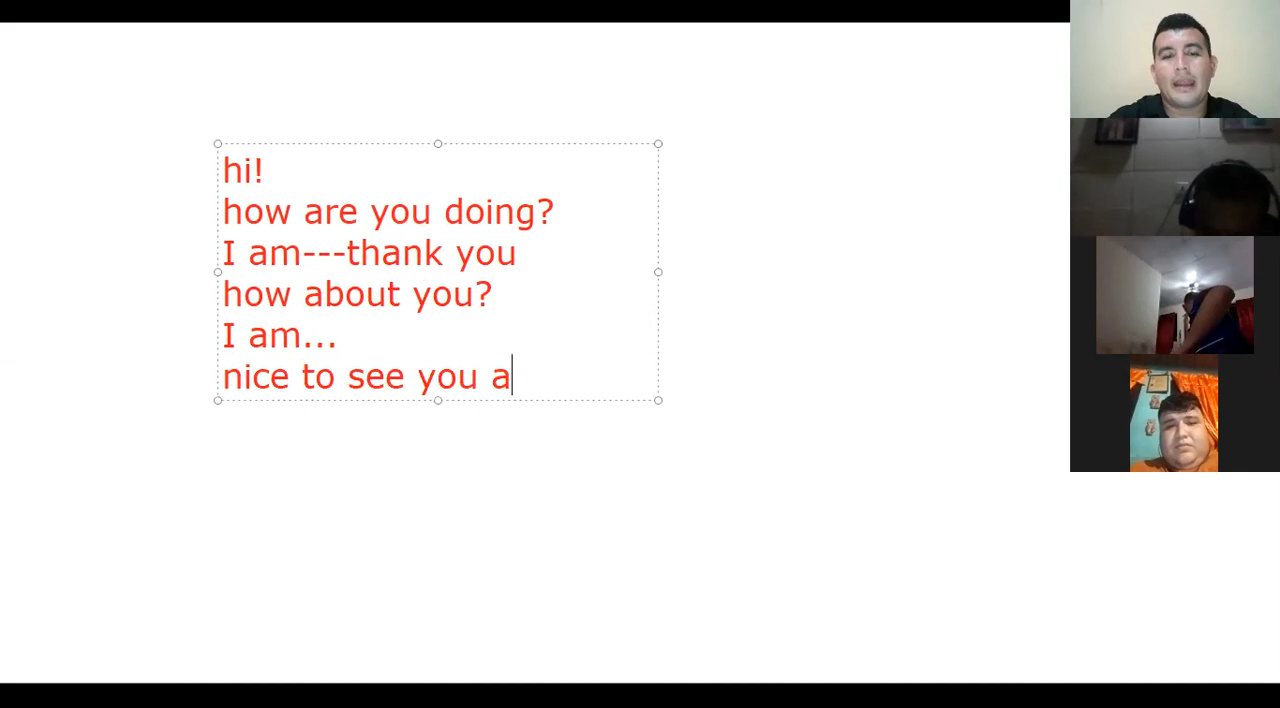 hi!
how are you doing?
I am---thank you
how about you?
I am...
nice to see you a